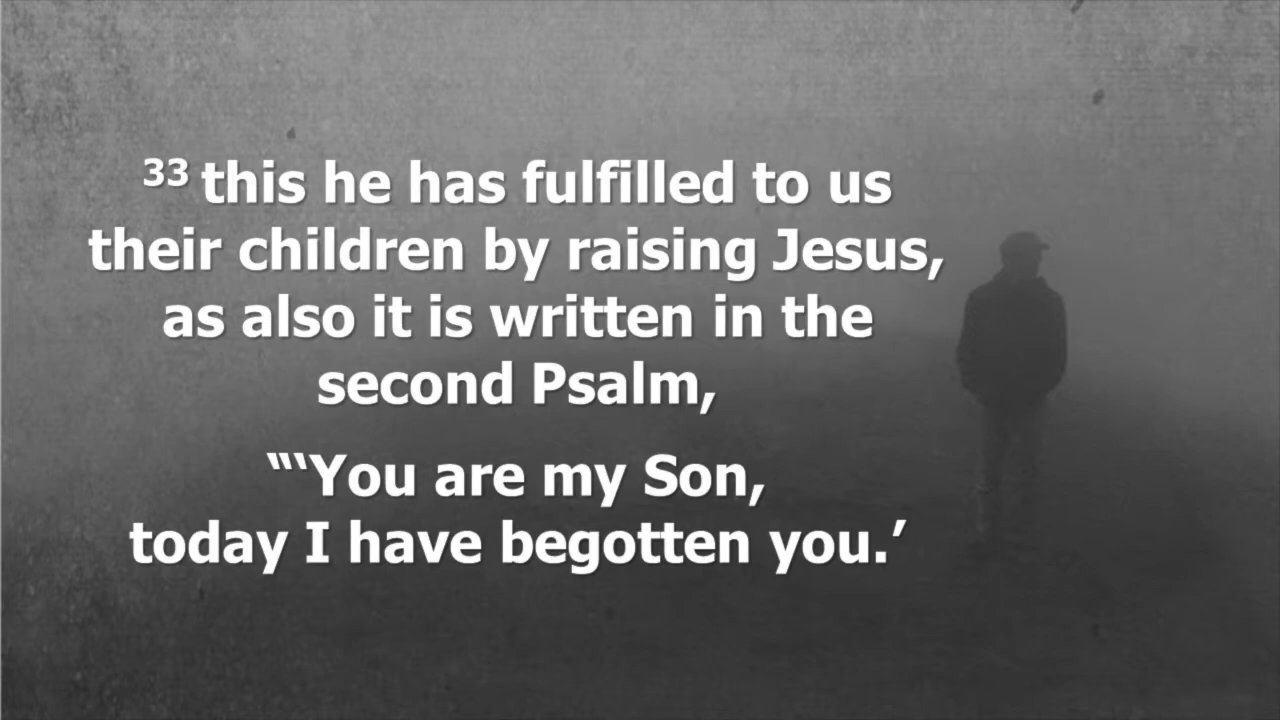 33 this he has fulfilled to us
their children by raising Jesus,
as also it is written in the
second Psalm,
“‘You are my Son,
today I have begotten you.’